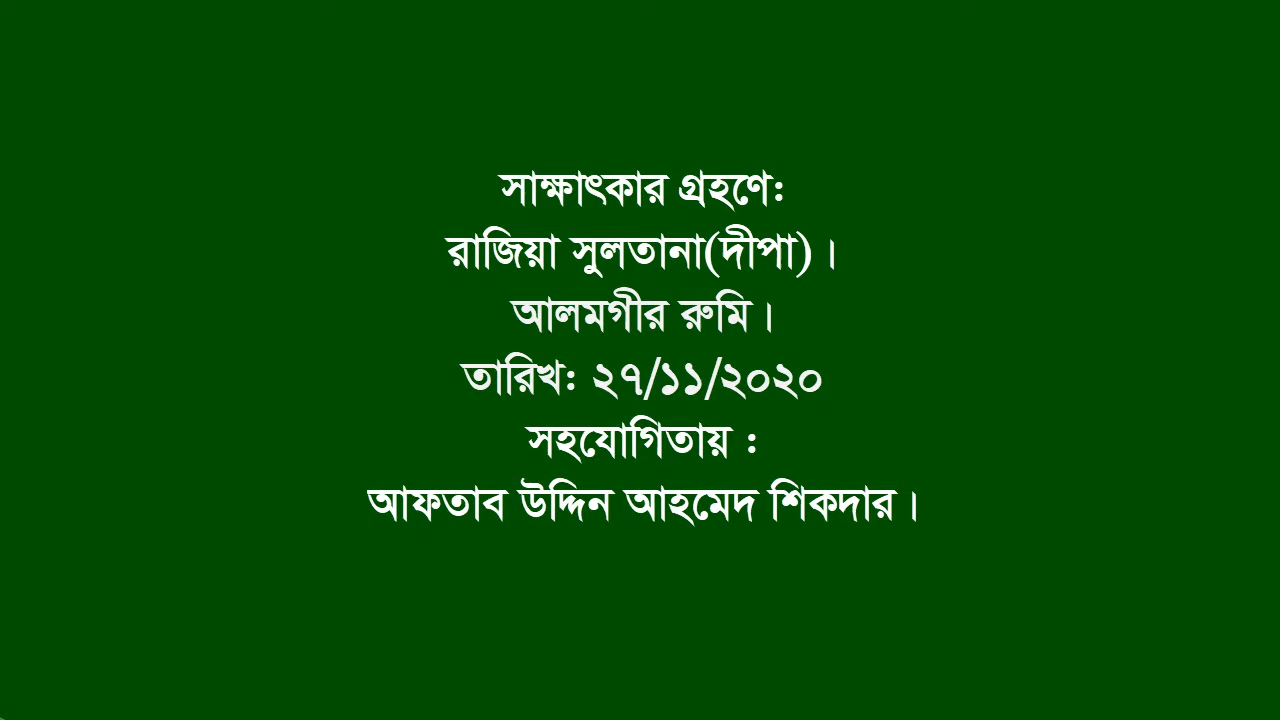 সাক্ষাৎকার গ্রহণে:
রাজিয়া সুলতানা(দীপা)।
আলমগীর রুমি।
তারিখ: ২৭/১১/২০২০
সহযোগিতায় :
আফতাব উদ্দিন আহমেদ শিকদার।